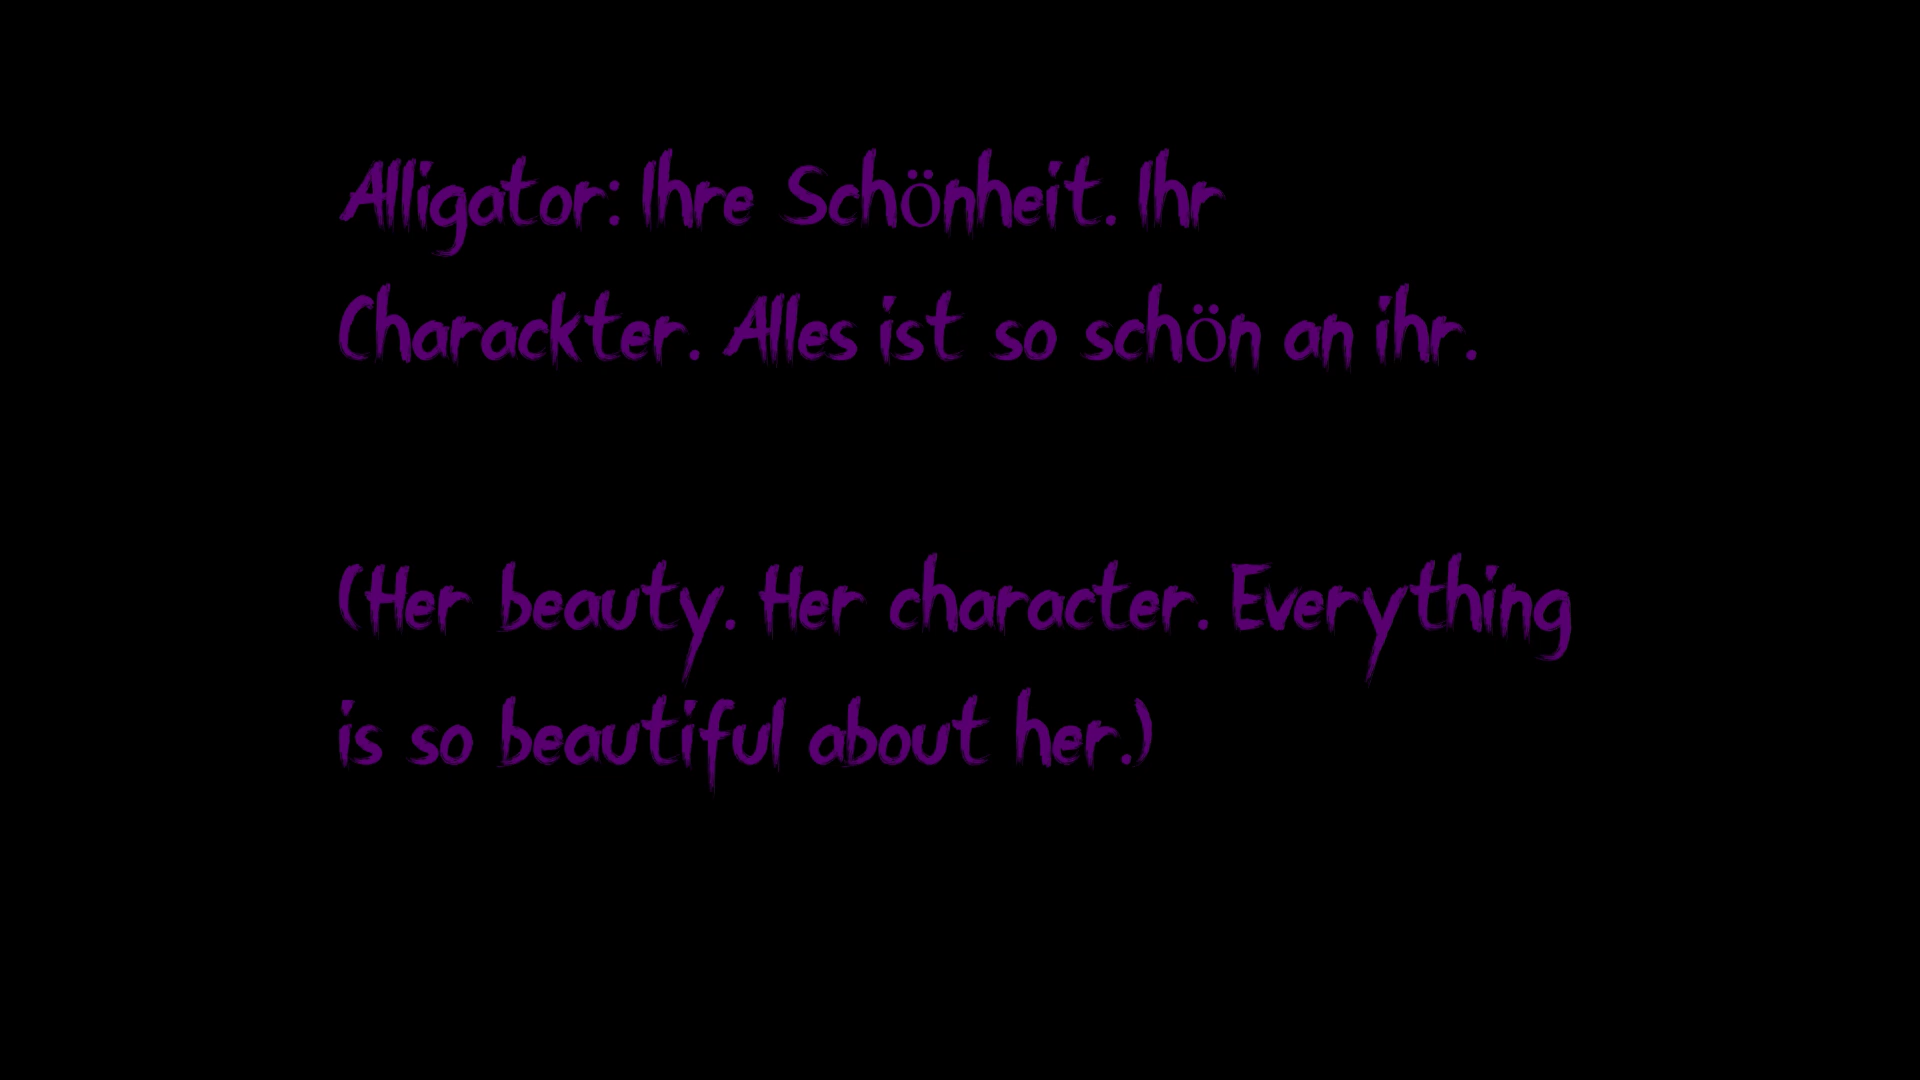 Alligator: Ihre Schönheit. Ihr
Charackter. Alles ist so schön an ihr.
(Her beauty. Her character. Everything
is so beautiful about her.)